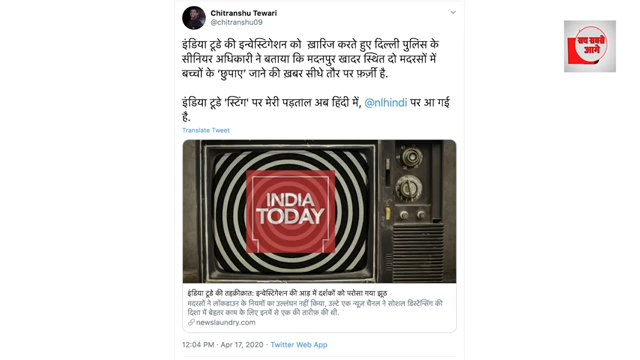 Chitranshu Tewari
@chitranshu09
इंडिया टूडे की इन्वेस्टिगेशन को ख़ारिज करते हुए दिल्ली पुलिस के
सीनियर अधिकारी ने बताया कि मदनपुर खादर स्थित दो मदरसों में
बच्चों के ‘छुपाए’ जाने की ख़बर सीधे तौर पर फ़र्ज़ी है.
इंडिया टूडे 'स्टिंग' पर मेरी पड़ताल अब हिंदी में, @nlhindi पर आ गई
है.
Translate Tweet
INDIA
TODAY
इंडिया टूडे की तहक़ीक़ात: इन्वेस्टिगेशन की आड़ में दर्शकों को परोसा गया झूठ
मदरसों ने लॉकडाउन के नियमों का उल्लंघन नहीं किया, उल्टे एक न्यूज़ चैनल ने सोशल डिस्टेन्सिंग की
दिशा में बेहतर काम के लिए इनमें से एक की तारीफ़ की थी.
newslaundry.com
12:04 PM · Apr 17, 2020 · Twitter Web App
सच सबसे
आगे